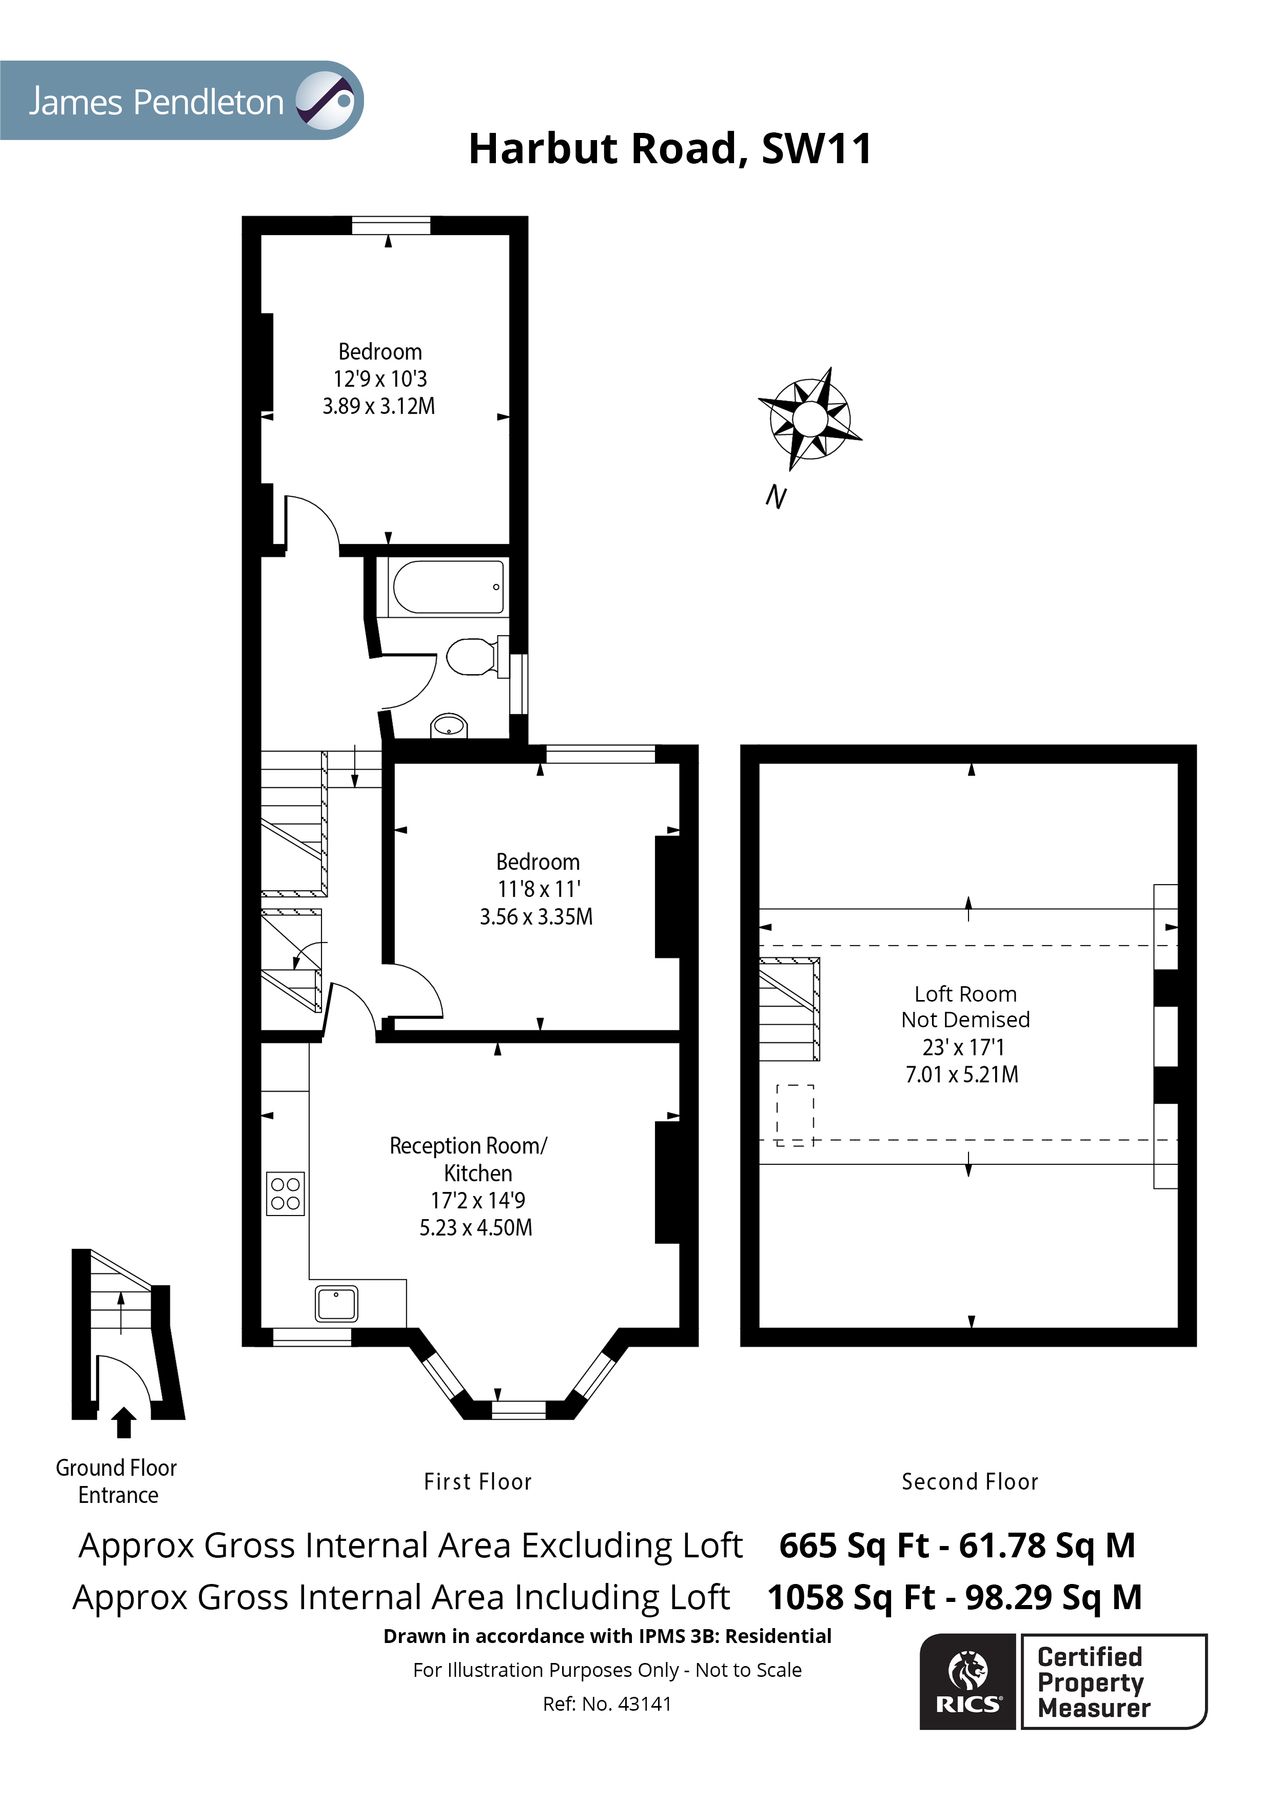 James Pendleton
Harbut Road, SW11
Bedroom
12'9 x 10'3
3.89 x 3.12M
N
Bedroom
11'8 x 11'
3.56 x 3.35M
Loft Room
Not Demised
23' x 17'1
7.01 x 5.21M
Reception Room/
Kitchen
17'2 x 14'9
5.23 x 4.50M
Ground Floor
Entrance
First Floor
Second Floor
Approx Gross Internal Area Excluding Loft 665 Sq Ft - 61.78 Sq M
Approx Gross Internal Area Including Loft 1058 Sq Ft - 98.29 Sq M
Drawn in accordance with IPMS 3B: Residential
For Illustration Purposes Only - Not to Scale
Ref: No. 43141
RICS®
Certified
Property
Measurer